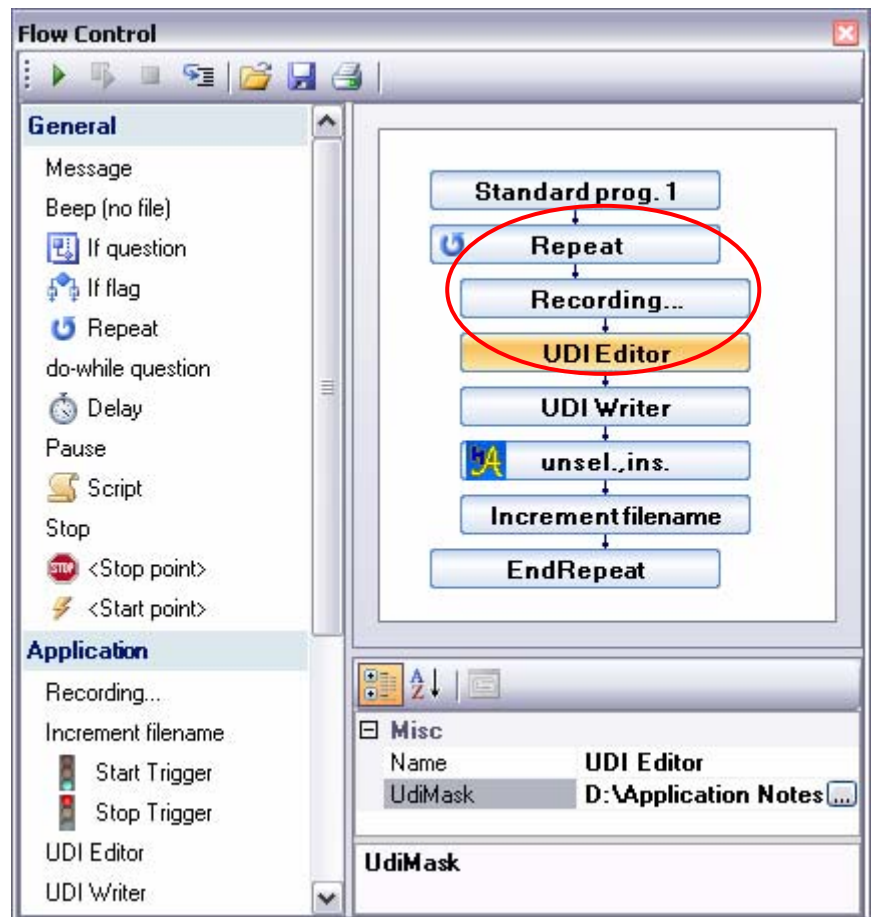 Flow Control
General
Message
Beep (no file)
If question
If flag
Repeat
do-while question
Delay
Pause
Script
Stop
STOP <Stop point>
<Start point>
Application
Recording...
Increment filename
Start Trigger
Stop Trigger
UDI Editor
UDI Writer
Standard prog. 1
Repeat
Recording...
UDI Editor
UDI Writer
unsel.,ins.
Increment filename
EndRepeat
A
Z
Misc
Name UDI Editor
UdiMask D:\Application Notes ...
UdiMask